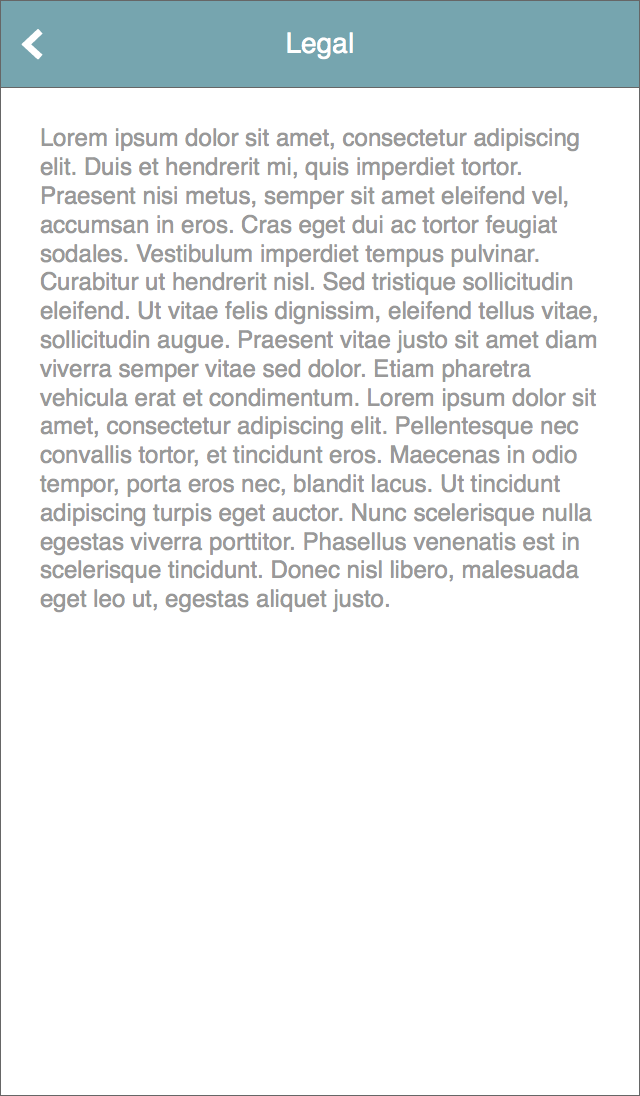 Legal
Lorem ipsum dolor sit amet, consectetur adipiscing
elit. Duis et hendrerit mi, quis imperdiet tortor.
Praesent nisi metus, semper sit amet eleifend vel,
accumsan in eros. Cras eget dui ac tortor feugiat
sodales. Vestibulum imperdiet tempus pulvinar.
Curabitur ut hendrerit nisl. Sed tristique sollicitudin
eleifend. Ut vitae felis dignissim, eleifend tellus vitae,
sollicitudin augue. Praesent vitae justo sit amet diam
viverra semper vitae sed dolor. Etiam pharetra
vehicula erat et condimentum. Lorem ipsum dolor sit
amet, consectetur adipiscing elit. Pellentesque nec
convallis tortor, et tincidunt eros. Maecenas in odio
tempor, porta eros nec, blandit lacus. Ut tincidunt
adipiscing turpis eget auctor. Nunc scelerisque nulla
egestas viverra porttitor. Phasellus venenatis est in
scelerisque tincidunt. Donec nisl libero, malesuada
eget leo ut, egestas aliquet justo.